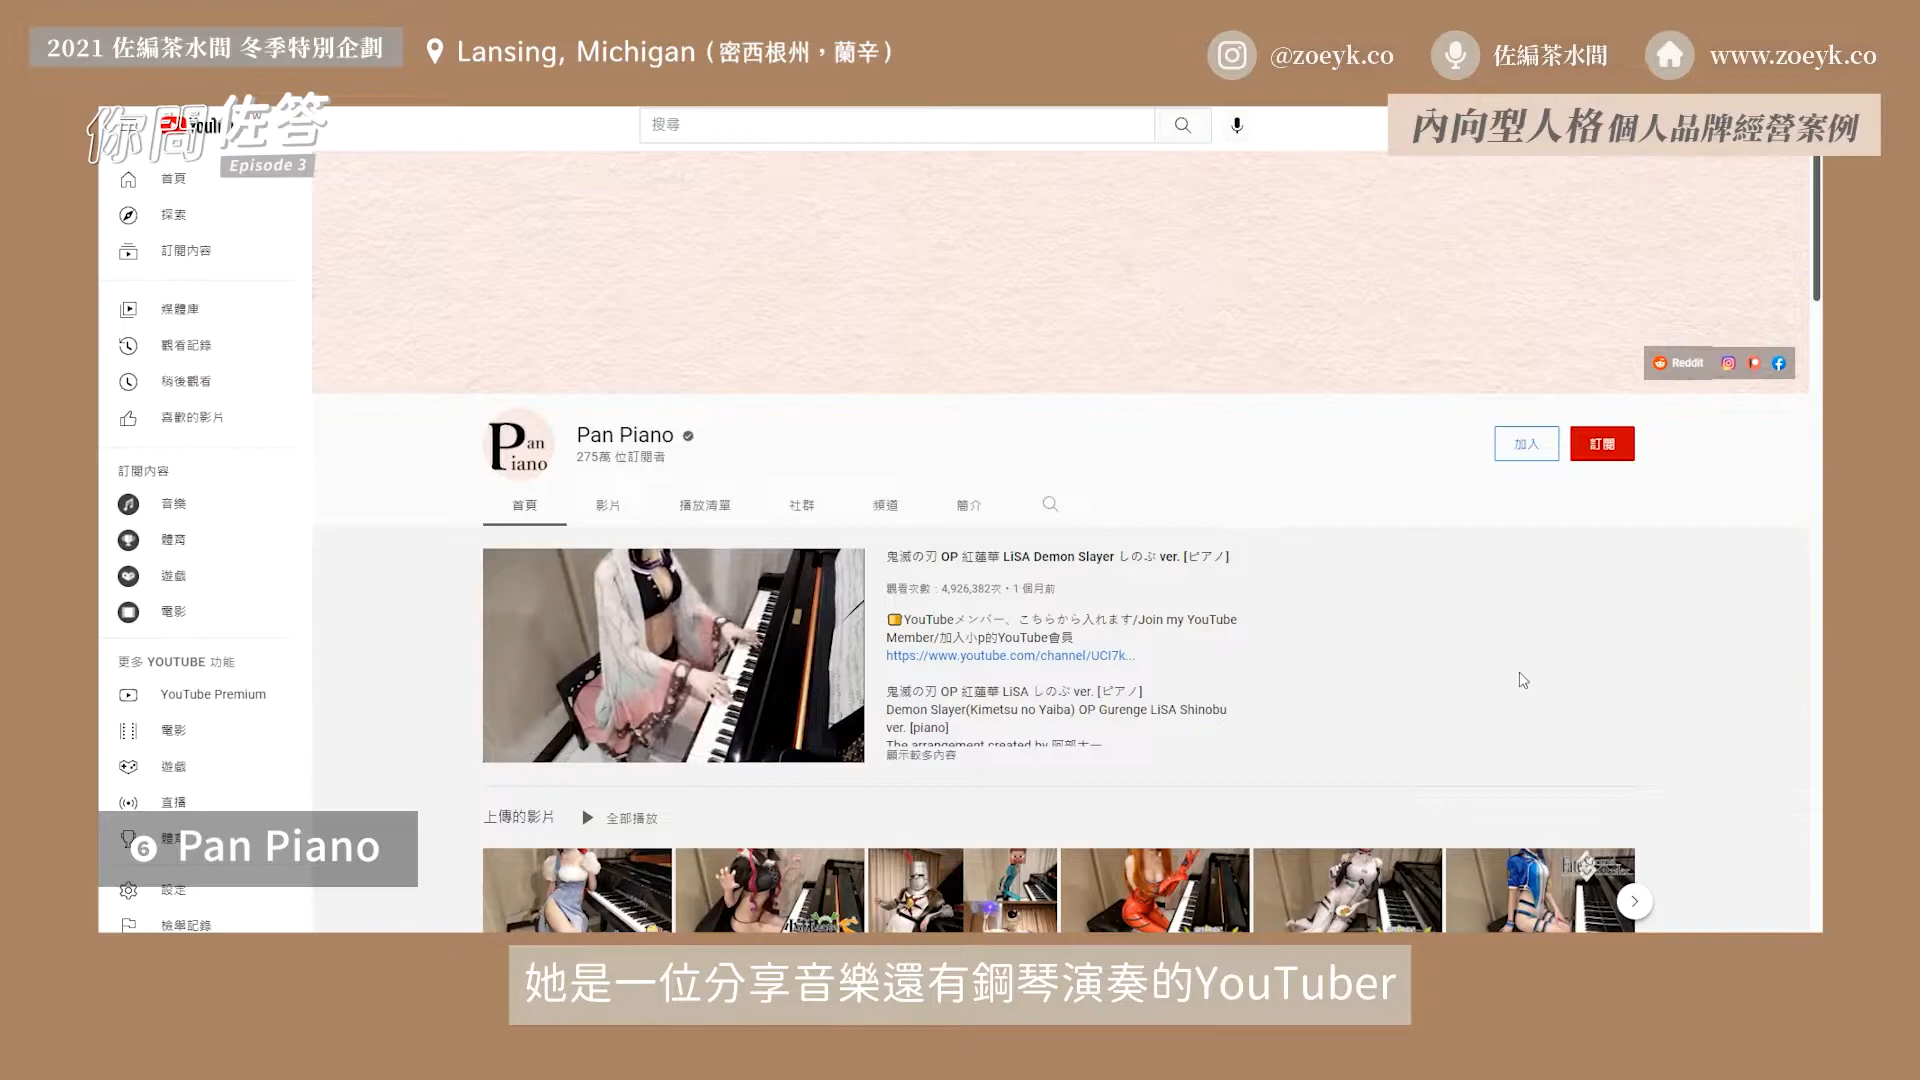 2021 佐編茶水間 冬季特別企劃
Lansing, Michigan（密西根州，蘭辛）
@zoeyk.co
佐編茶水間
www.zoeyk.co
你問佐答
Episode 3
搜尋
內向型人格個人品牌經營案例
首頁
探索
訂閱內容
媒體庫
觀看記錄
稍後觀看
喜歡的影片
訂閱內容
音樂
體育
遊戲
電影
更多 YOUTUBE 功能
YouTube Premium
電影
遊戲
直播
設定
檢舉記錄
Reddit
Pan Piano
Pan Piano
275萬 位訂閱者
加入
訂閱
首頁
影片
播放清單
社群
頻道
簡介
鬼滅の刃 OP 紅蓮華 LiSA Demon Slayer しのぶ ver. [ピアノ]
觀看次數：4,926,382次・1 個月前
YouTubeメンバー、こちらから入れます/Join my YouTube
Member/加入小p的YouTube會員
https://www.youtube.com/channel/UCI7k...
鬼滅の刃 OP 紅蓮華 LiSA しのぶ ver. [ピアノ]
Demon Slayer(Kimetsu no Yaiba) OP Gurenge LiSA Shinobu
ver. [piano]
The arrangement created by
顯示較多內容
上傳的影片
全部播放
6 Pan Piano
她是一位分享音樂還有鋼琴演奏的YouTuber